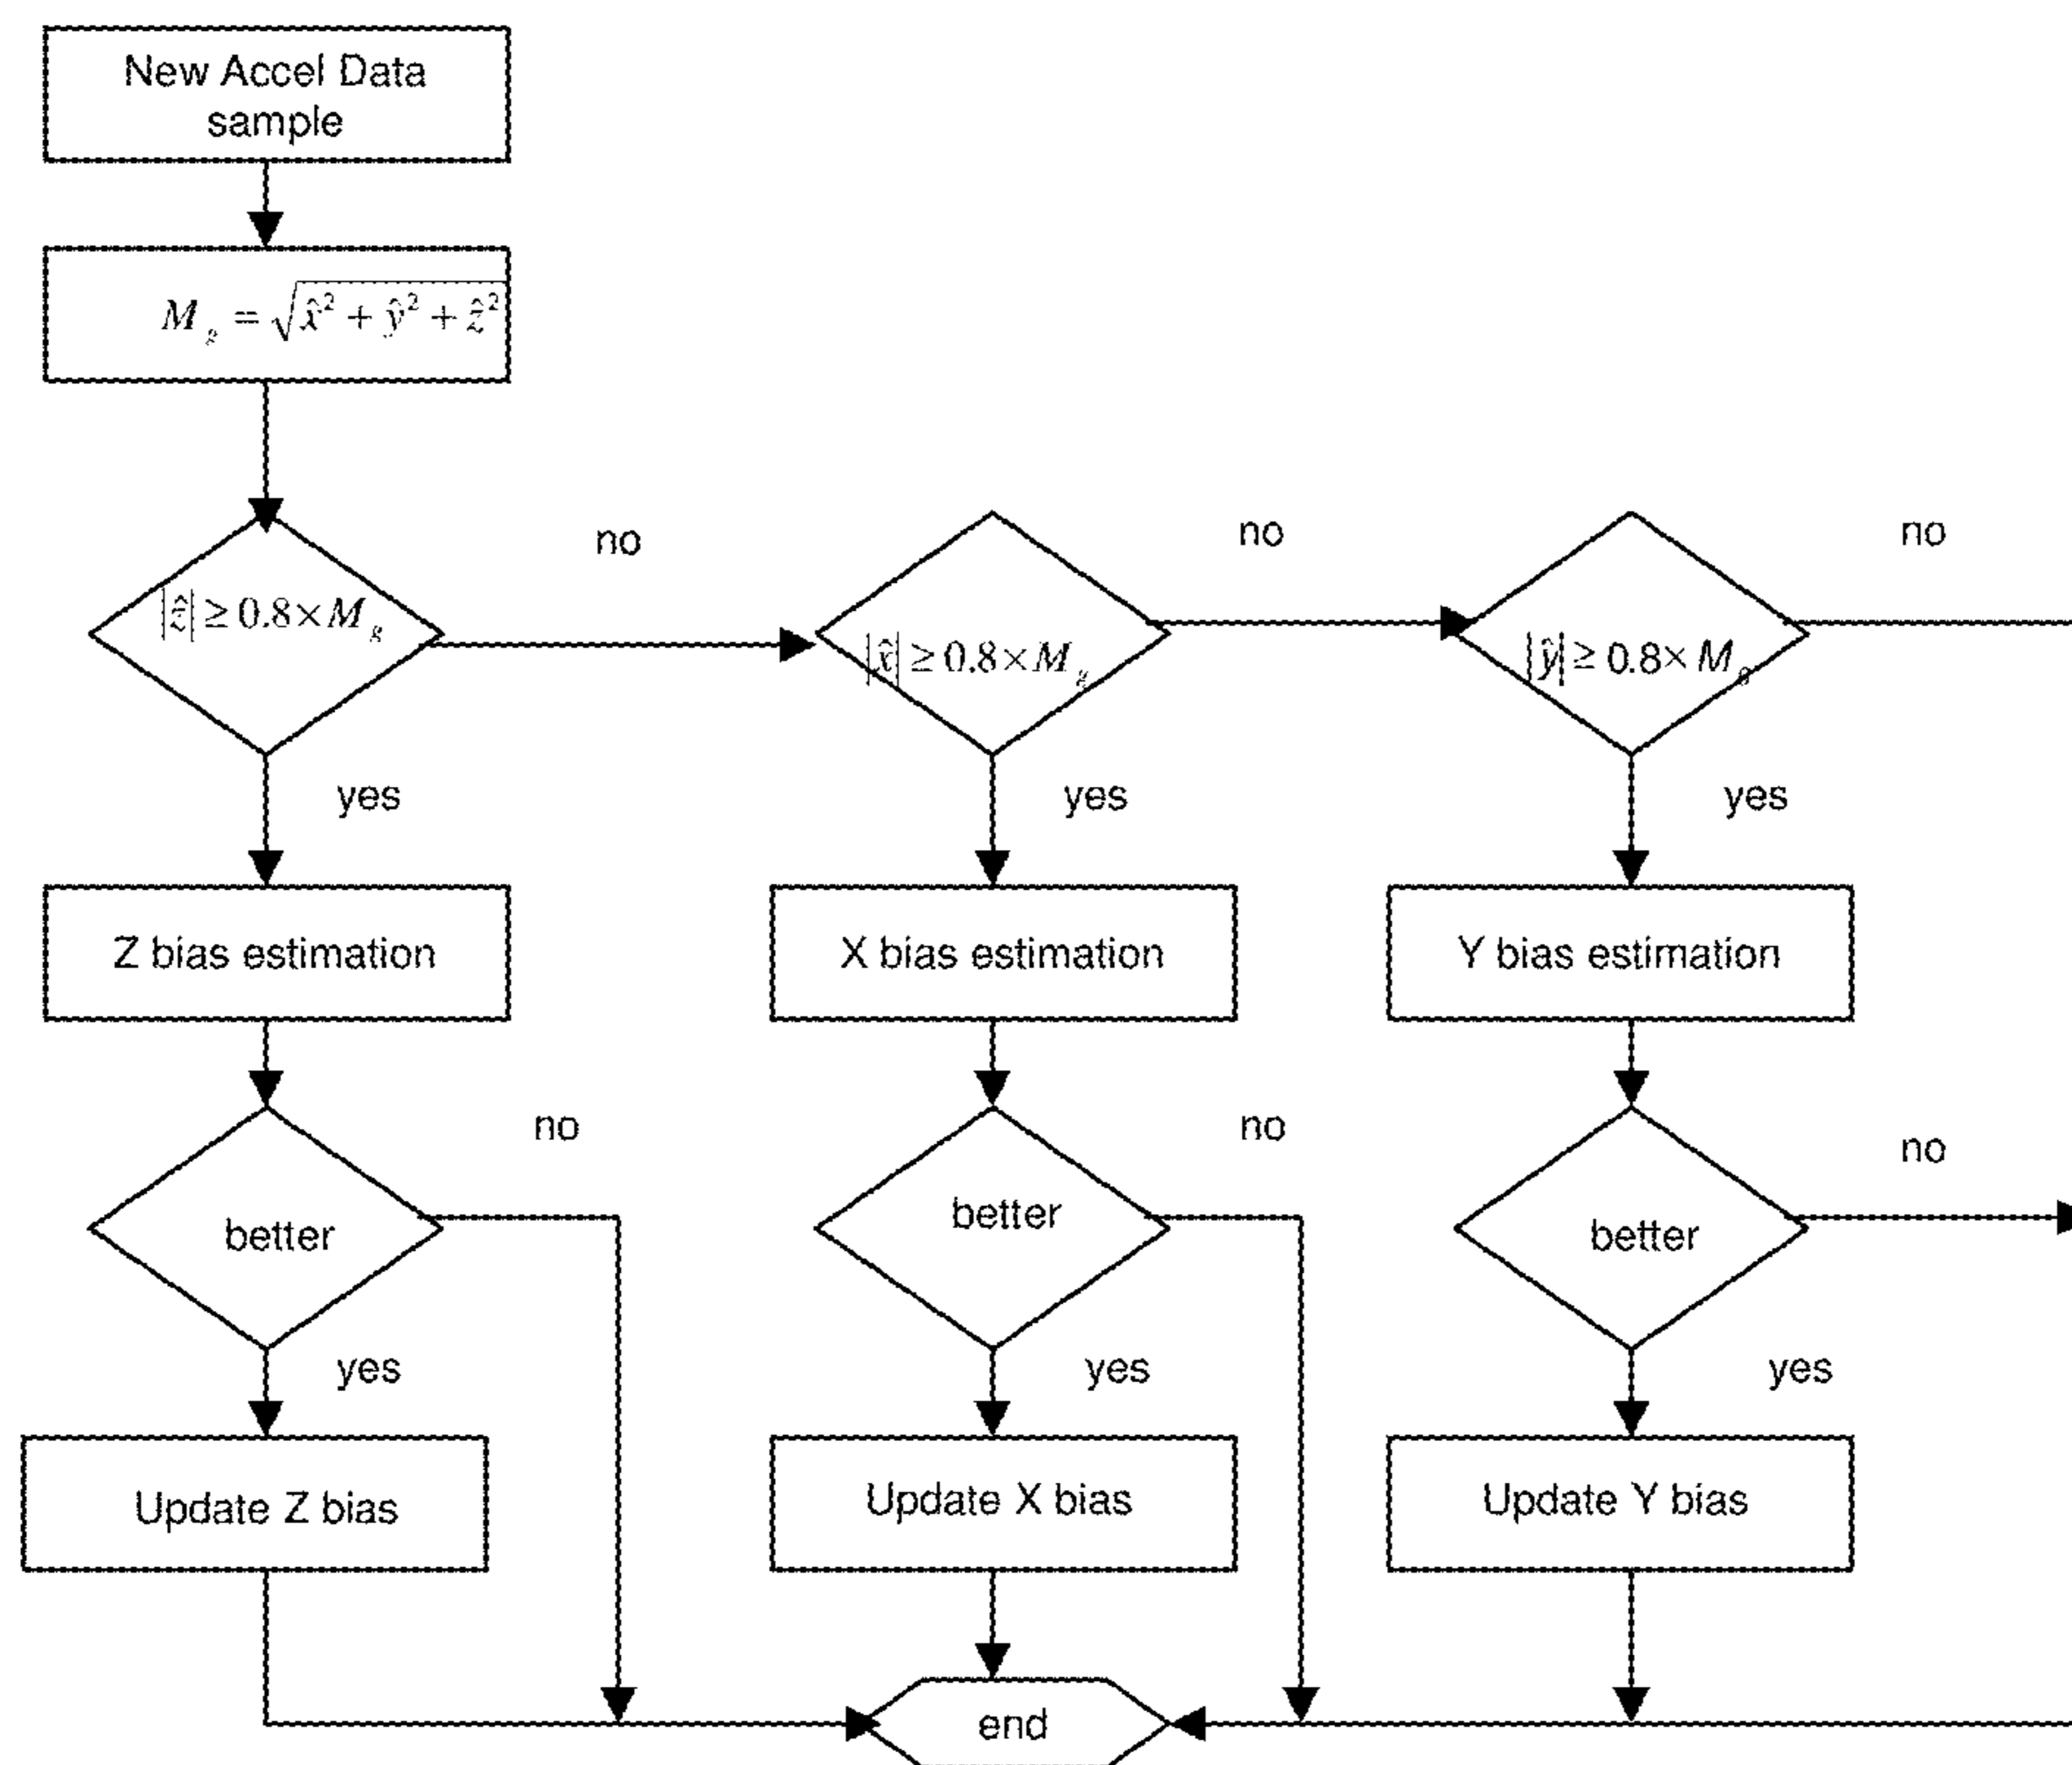 New Accel Data
sample
M_g = √(x̂² + ŷ² + ẑ²)
no
no
no
|ẑ| ≥ 0.8×M_g
|x̂| ≥ 0.8×M_g
|ŷ| ≥ 0.8×M_g
yes
yes
yes
Z bias estimation
X bias estimation
Y bias estimation
no
no
no
better
better
better
yes
yes
yes
Update Z bias
Update X bias
Update Y bias
end